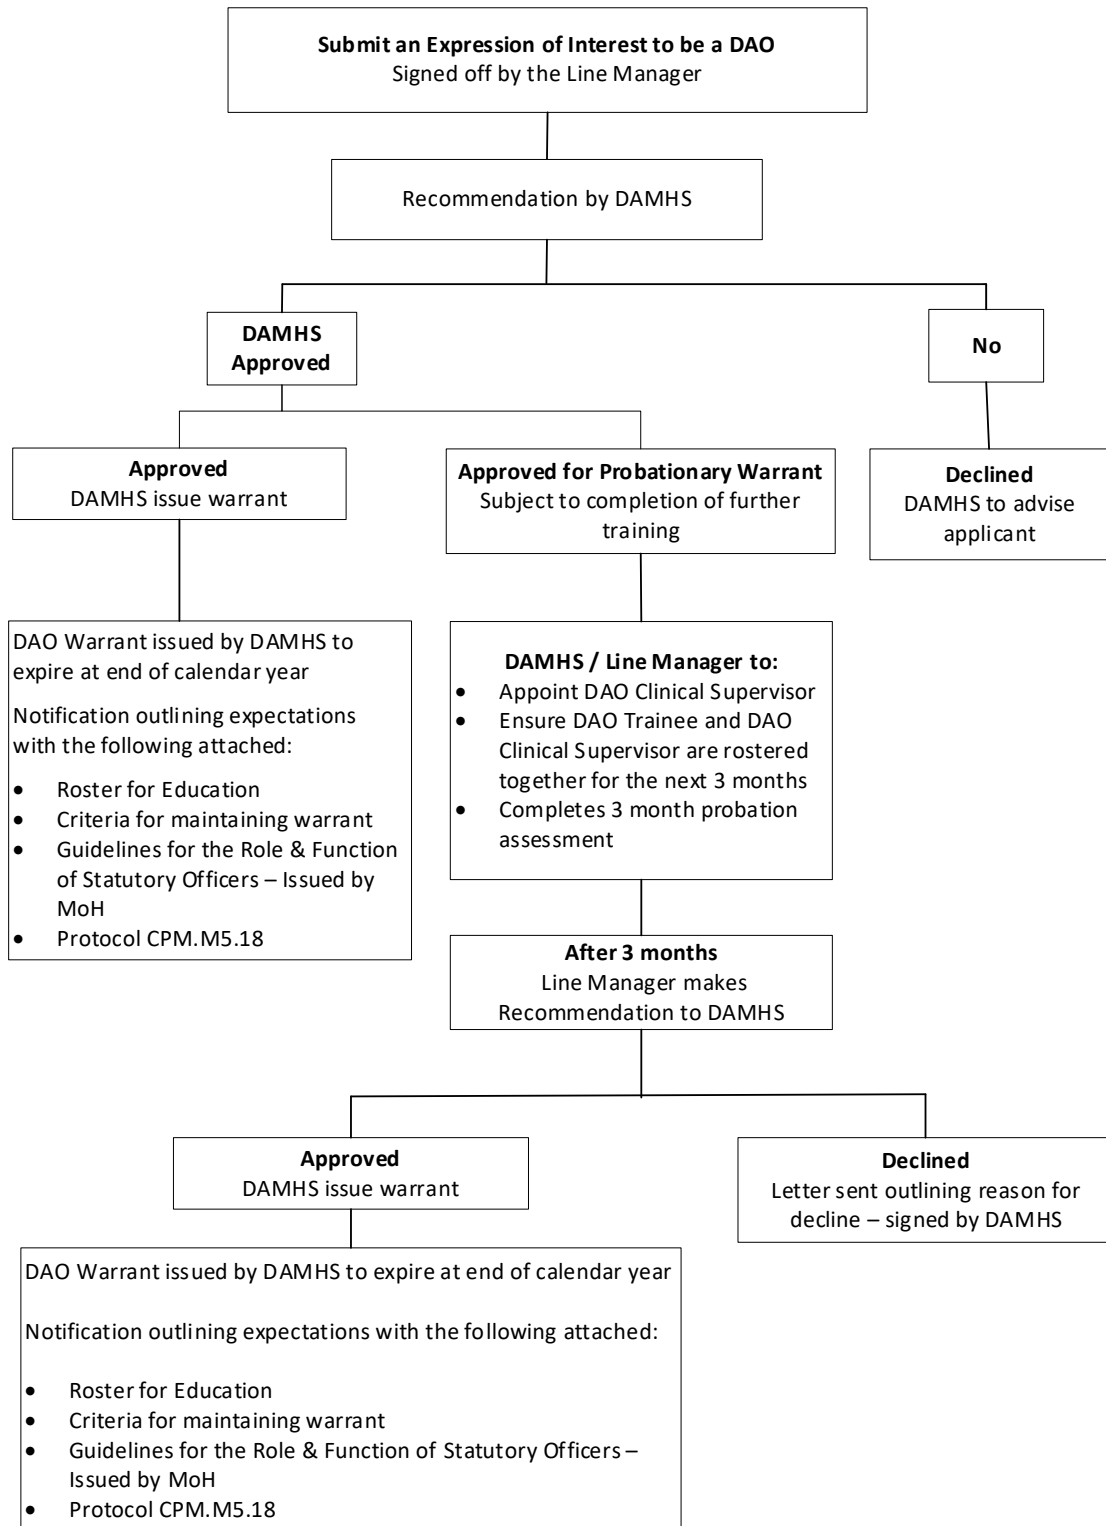 Submit an Expression of Interest to be a DAO
Signed off by the Line Manager
Recommendation by DAMHS
DAMHS
Approved
No
Approved
DAMHS issue warrant
Approved for Probationary Warrant
Subject to completion of further
training
Declined
DAMHS to advise
applicant
DAO Warrant issued by DAMHS to
expire at end of calendar year
Notification outlining expectations
with the following attached:
• Roster for Education
• Criteria for maintaining warrant
• Guidelines for the Role & Function
of Statutory Officers – Issued by
MoH
• Protocol CPM.M5.18
DAMHS / Line Manager to:
• Appoint DAO Clinical Supervisor
• Ensure DAO Trainee and DAO
Clinical Supervisor are rostered
together for the next 3 months
• Completes 3 month probation
assessment
After 3 months
Line Manager makes
Recommendation to DAMHS
Approved
DAMHS issue warrant
Declined
Letter sent outlining reason for
decline – signed by DAMHS
DAO Warrant issued by DAMHS to expire at end of calendar year
Notification outlining expectations with the following attached:
• Roster for Education
• Criteria for maintaining warrant
• Guidelines for the Role & Function of Statutory Officers –
Issued by MoH
• Protocol CPM.M5.18